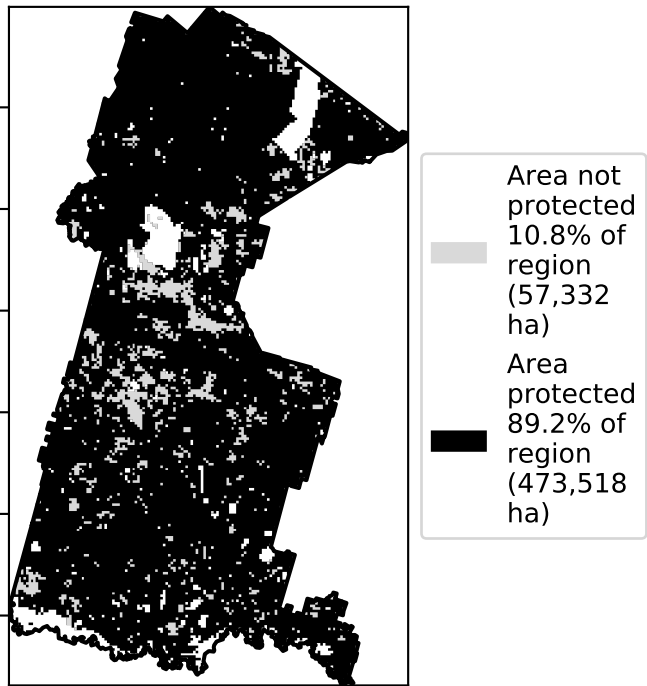 Area not
protected
10.8% of
region
(57,332
ha)
Area
protected
89.2% of
region
(473,518
ha)